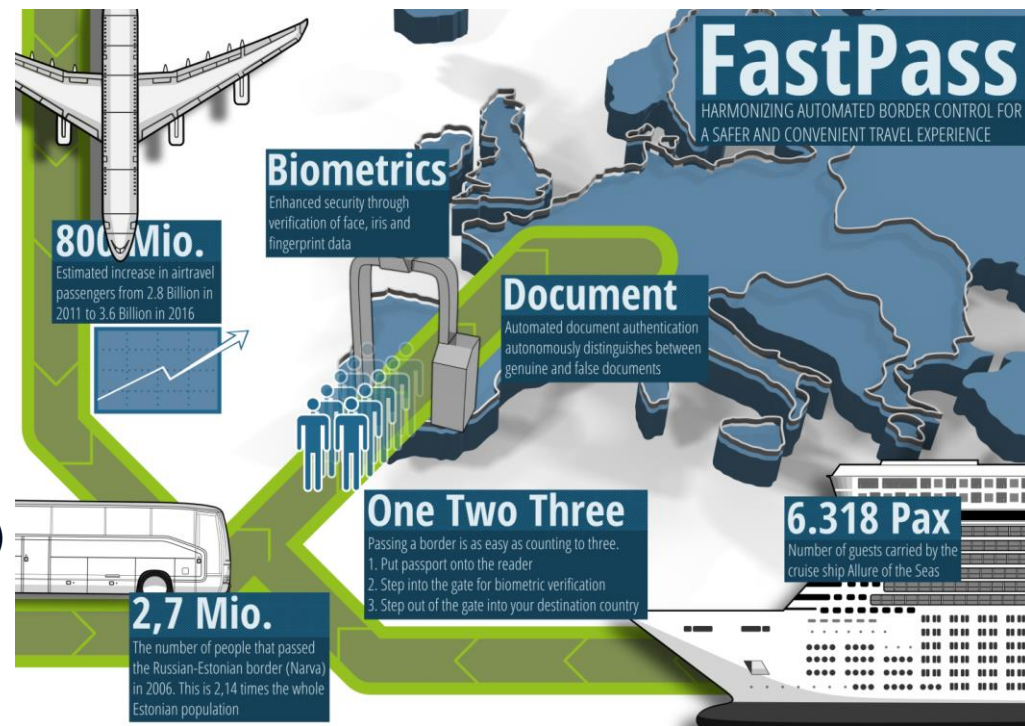 FastPass
HARMONIZING AUTOMATED BORDER CONTROL FOR
A SAFER AND CONVENIENT TRAVEL EXPERIENCE
Biometrics
Enhanced security through
verification of face, iris and
fingerprint data
800 Mio.
Estimated increase in airtravel
passengers from 2.8 Billion in
2011 to 3.6 Billion in 2016
Document
Automated document authentication
autonomously distinguishes between
genuine and false documents
One Two Three
Passing a border is as easy as counting to three.
1. Put passport onto the reader
2. Step into the gate for biometric verification
3. Step out of the gate into your destination country
6.318 Pax
Number of guests carried by the
cruise ship Allure of the Seas
2,7 Mio.
The number of people that passed
the Russian-Estonian border (Narva)
in 2006. This is 2,14 times the whole
Estonian population